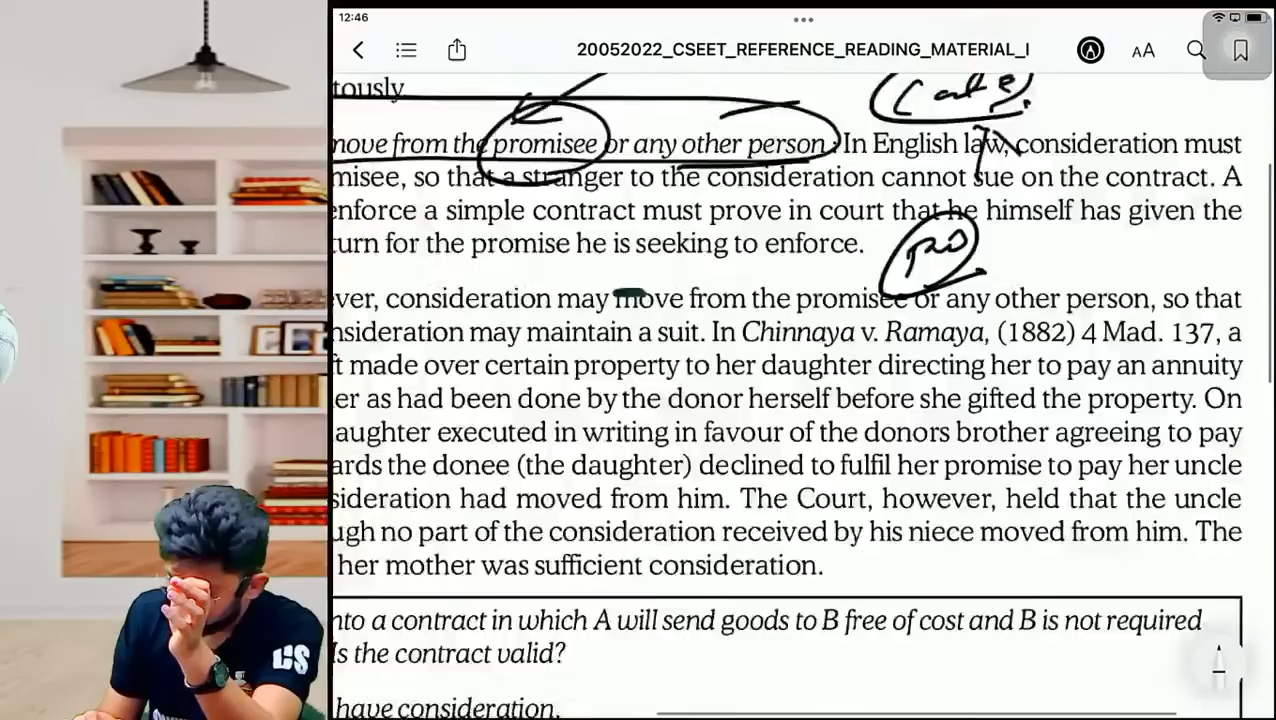 12:46
20052022_CSEET_REFERENCE_READING_MATERIAL_I
AA
tously
move from the promisee or any other person. In English law, consideration must
misee, so that a stranger to the consideration cannot sue on the contract. A
enforce a simple contract must prove in court that he himself has given the
turn for the promise he is seeking to enforce.
ver, consideration may move from the promisee or any other person, so that
nsideration may maintain a suit. In Chinnaya v. Ramaya, (1882) 4 Mad. 137, a
ft made over certain property to her daughter directing her to pay an annuity
er as had been done by the donor herself before she gifted the property. On
aughter executed in writing in favour of the donors brother agreeing to pay
ards the donee (the daughter) declined to fulfil her promise to pay her uncle
sideration had moved from him. The Court, however, held that the uncle
ugh no part of the consideration received by his niece moved from him. The
her mother was sufficient consideration.
nto a contract in which A will send goods to B free of cost and B is not required
Is the contract valid?
have consideration.